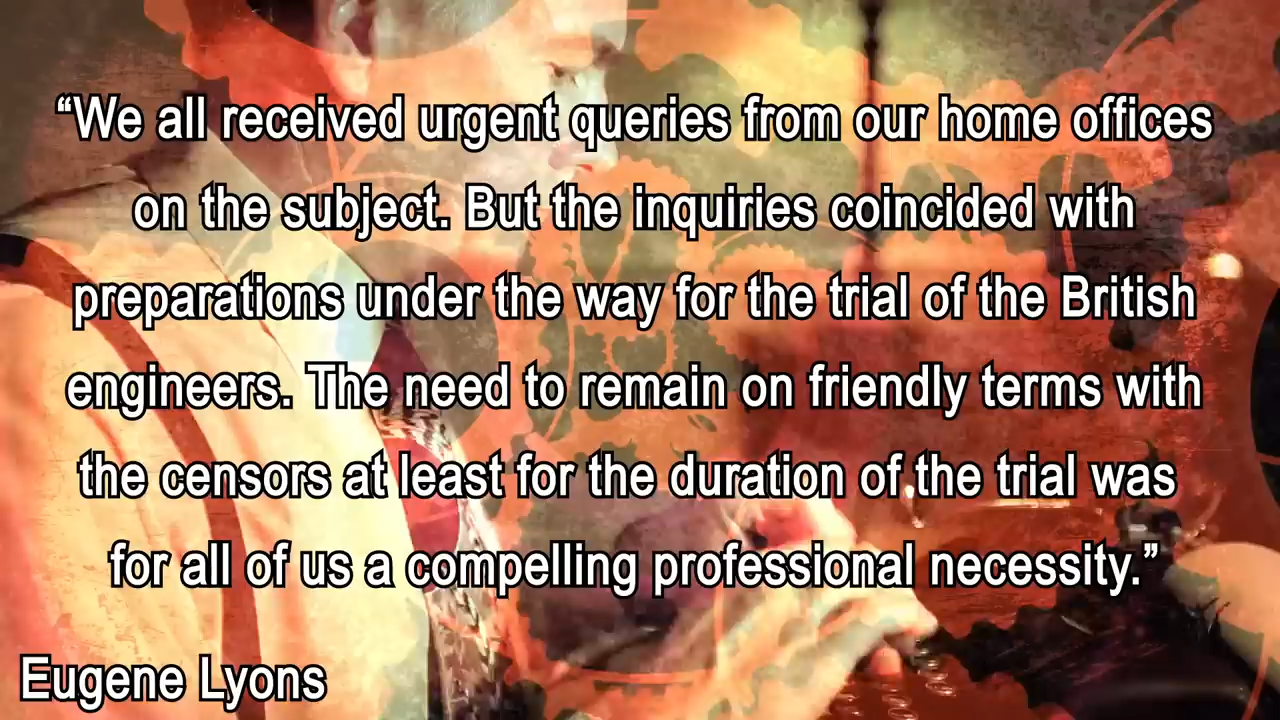 “We all received urgent queries from our home offices
on the subject. But the inquiries coincided with
preparations under the way for the trial of the British
engineers. The need to remain on friendly terms with
the censors at least for the duration of the trial was
for all of us a compelling professional necessity.”
Eugene Lyons